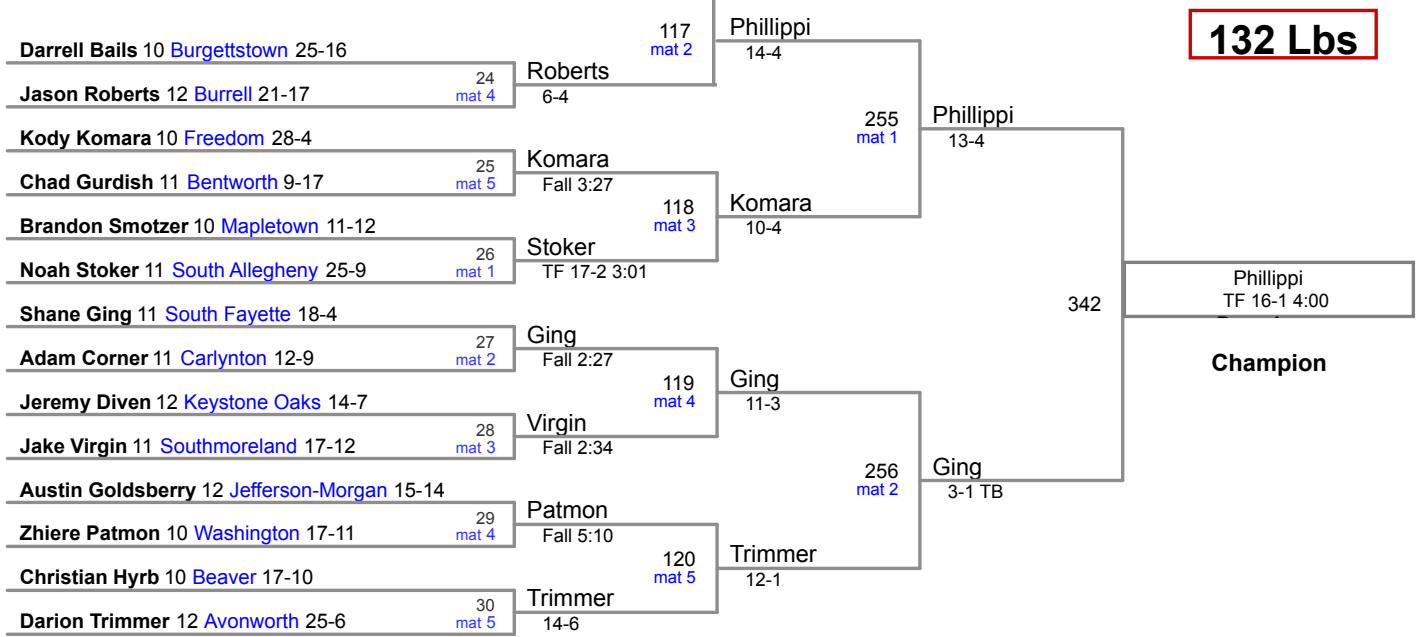 132 Lbs
Darrell Bails 10 Burgettstown 25-16
Jason Roberts 12 Burrell 21-17
Kody Komara 10 Freedom 28-4
Chad Gurdish 11 Bentworth 9-17
Brandon Smotzer 10 Mapletown 11-12
Noah Stoker 11 South Allegheny 25-9
Shane Ging 11 South Fayette 18-4
Adam Corner 11 Carlynton 12-9
Jeremy Diven 12 Keystone Oaks 14-7
Jake Virgin 11 Southmoreland 17-12
Austin Goldsberry 12 Jefferson-Morgan 15-14
Zhiere Patmon 10 Washington 17-11
Christian Hyrb 10 Beaver 17-10
Darion Trimmer 12 Avonworth 25-6
24
mat 4
25
mat 5
26
mat 1
27
mat 2
28
mat 3
29
mat 4
30
mat 5
Roberts
6-4
Komara
Fall 3:27
Stoker
TF 17-2 3:01
Ging
Fall 2:27
Virgin
Fall 2:34
Patmon
Fall 5:10
Trimmer
14-6
117
mat 2
118
mat 3
119
mat 4
120
mat 5
Phillippi
14-4
Komara
10-4
Ging
11-3
Trimmer
12-1
255
mat 1
256
mat 2
Phillippi
13-4
Ging
3-1 TB
342
Phillippi
TF 16-1 4:00
Champion